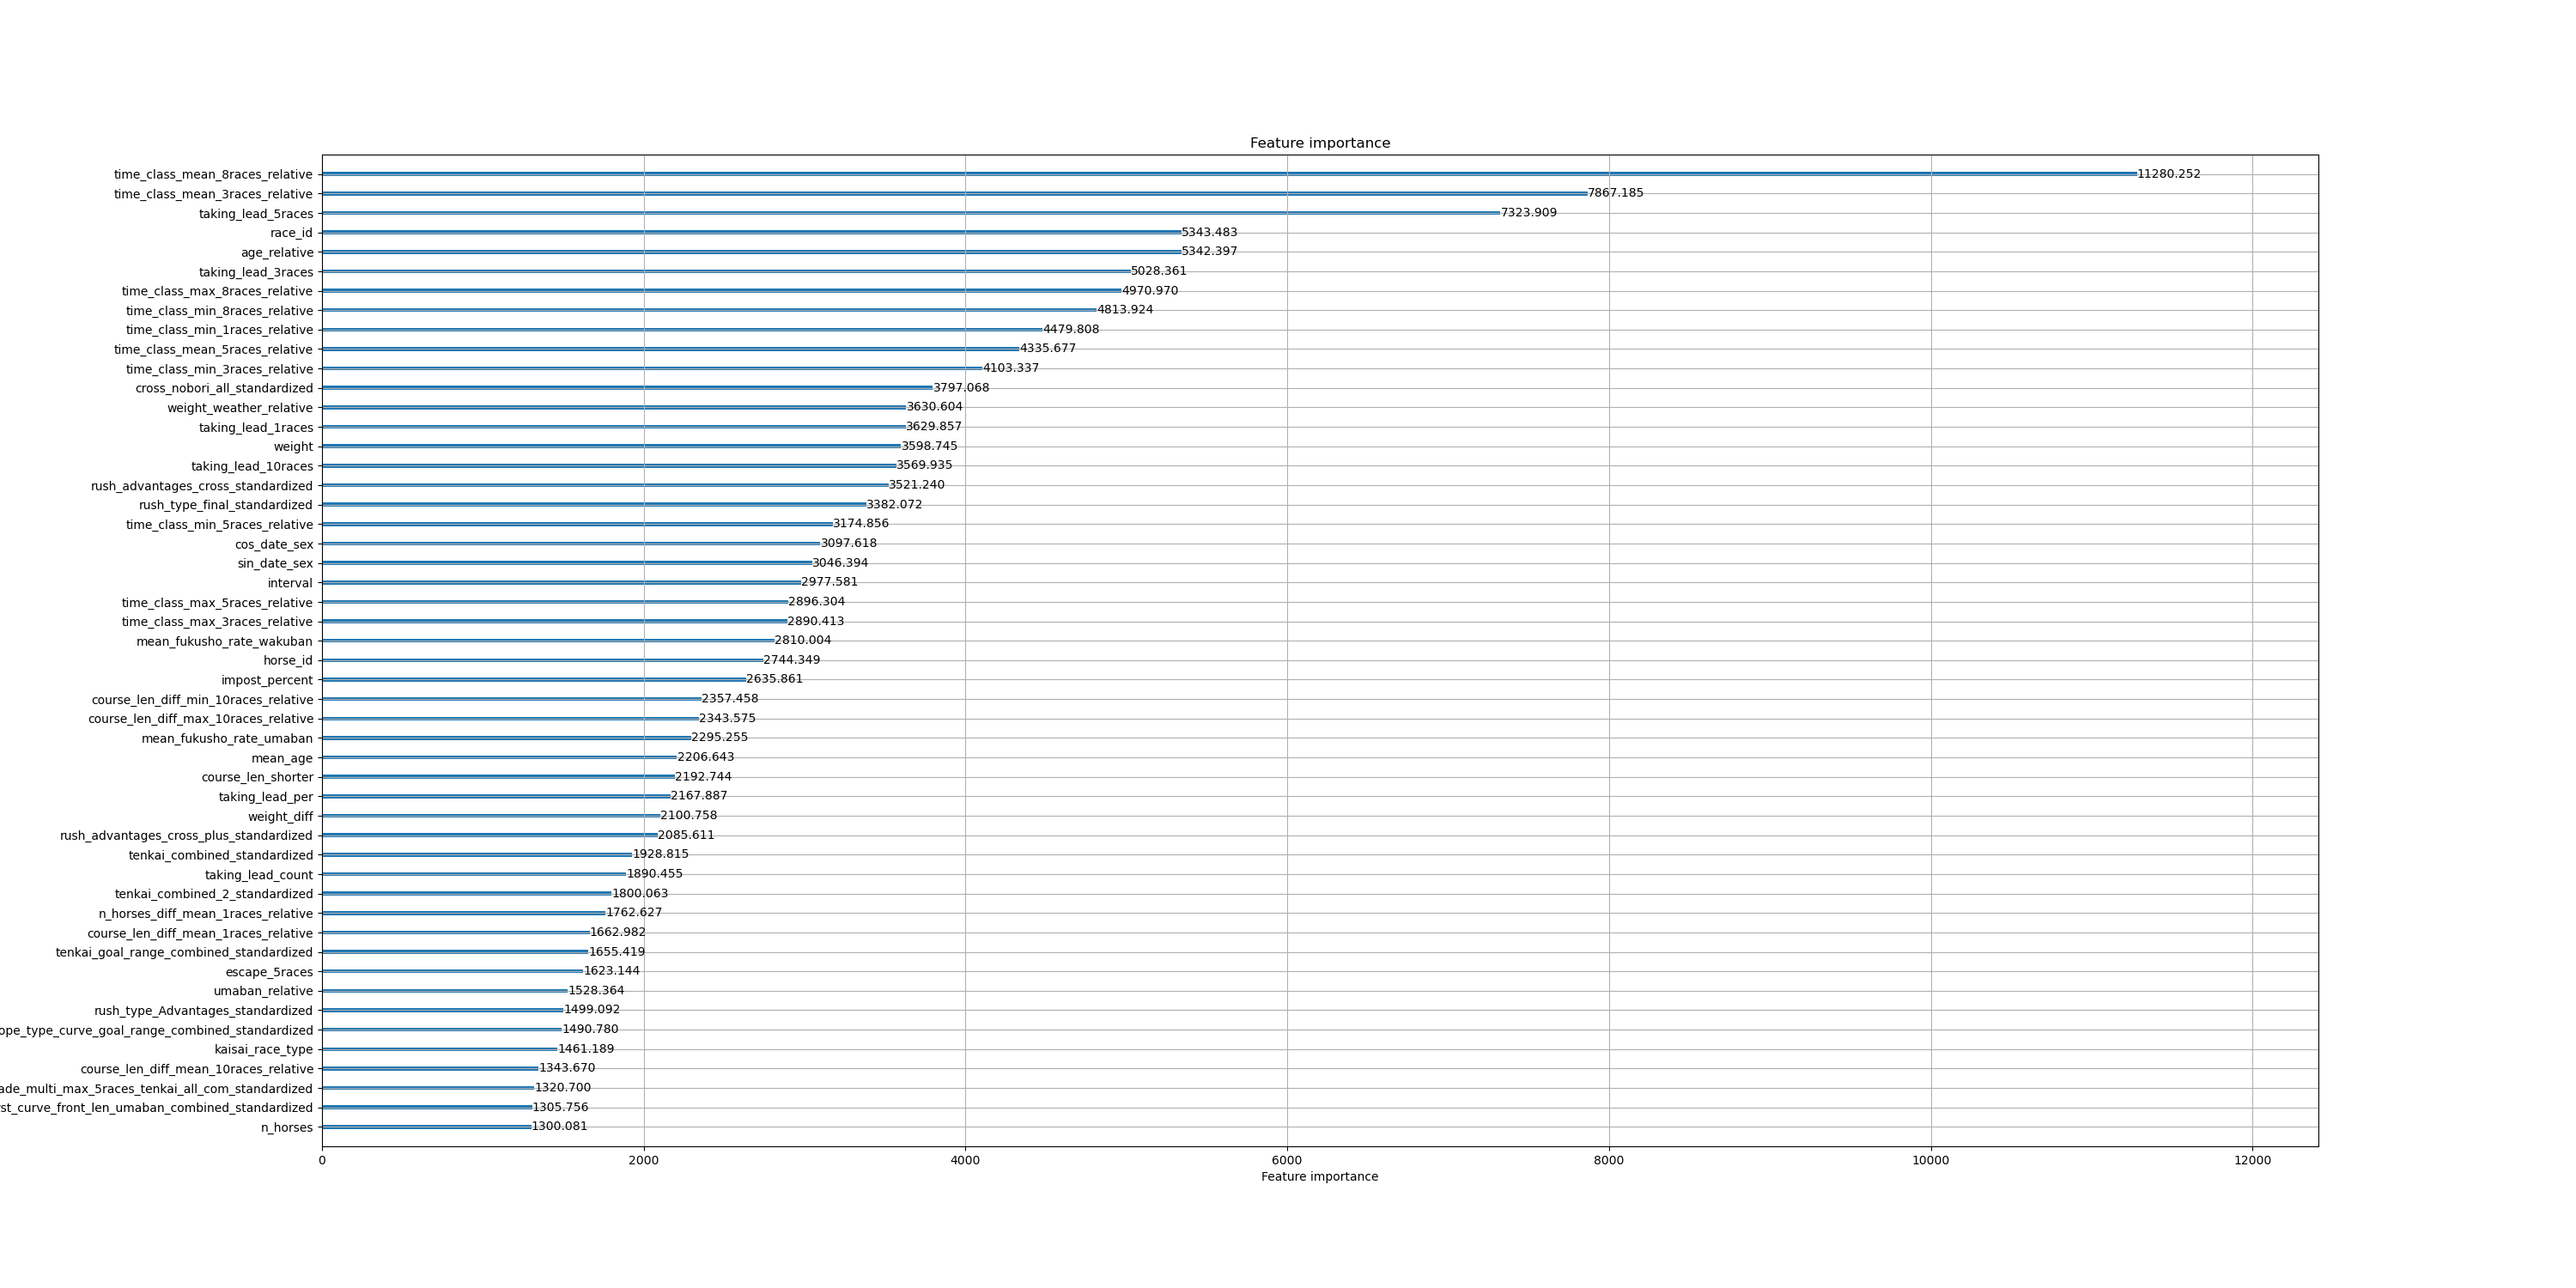 Feature importance
time_class_mean_8races_relative 11280.252
time_class_mean_3races_relative 7867.185
taking_lead_5races 7323.909
race_id 5343.483
age_relative 5342.397
taking_lead_3races 5028.361
time_class_max_8races_relative 4970.970
time_class_min_8races_relative 4813.924
time_class_min_1races_relative 4479.808
time_class_mean_5races_relative 4335.677
time_class_min_3races_relative 4103.337
cross_nobori_all_standardized 3797.068
weight_weather_relative 3630.604
taking_lead_1races 3629.857
weight 3598.745
taking_lead_10races 3569.935
rush_advantages_cross_standardized 3521.240
rush_type_final_standardized 3382.072
time_class_min_5races_relative 3174.856
cos_date_sex 3097.618
sin_date_sex 3046.394
interval 2977.581
time_class_max_5races_relative 2896.304
time_class_max_3races_relative 2890.413
mean_fukusho_rate_wakuban 2810.004
horse_id 2744.349
impost_percent 2635.861
course_len_diff_min_10races_relative 2357.458
course_len_diff_max_10races_relative 2343.575
mean_fukusho_rate_umaban 2295.255
mean_age 2206.643
course_len_shorter 2192.744
taking_lead_per 2167.887
weight_diff 2100.758
rush_advantages_cross_plus_standardized 2085.611
tenkai_combined_standardized 1928.815
taking_lead_count 1890.455
tenkai_combined_2_standardized 1800.063
n_horses_diff_mean_1races_relative 1762.627
course_len_diff_mean_1races_relative 1662.982
tenkai_goal_range_combined_standardized 1655.419
escape_5races 1623.144
umaban_relative 1528.364
rush_type_Advantages_standardized 1499.092
ope_type_curve_goal_range_combined_standardized 1490.780
kaisai_race_type 1461.189
course_len_diff_mean_10races_relative 1343.670
ade_multi_max_5races_tenkai_all_com_standardized 1320.700
st_curve_front_len_umaban_combined_standardized 1305.756
n_horses 1300.081
0 2000 4000 6000 8000 10000 12000
Feature importance